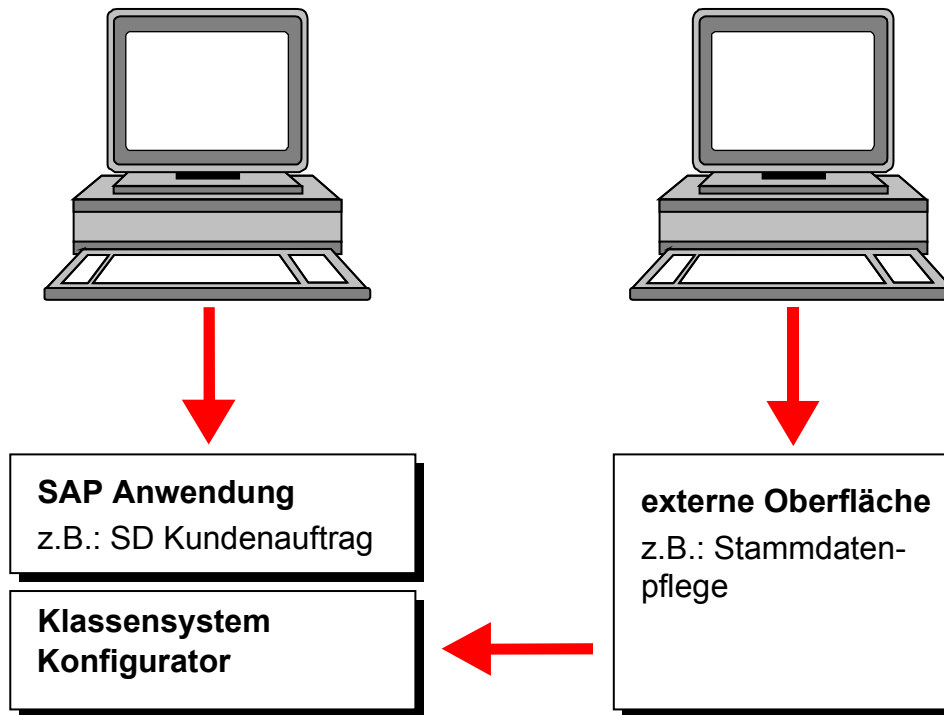 SAP Anwendung
z.B.: SD Kundenauftrag
Klassensystem
Konfigurator
externe Oberfläche
z.B.: Stammdaten-
pflege